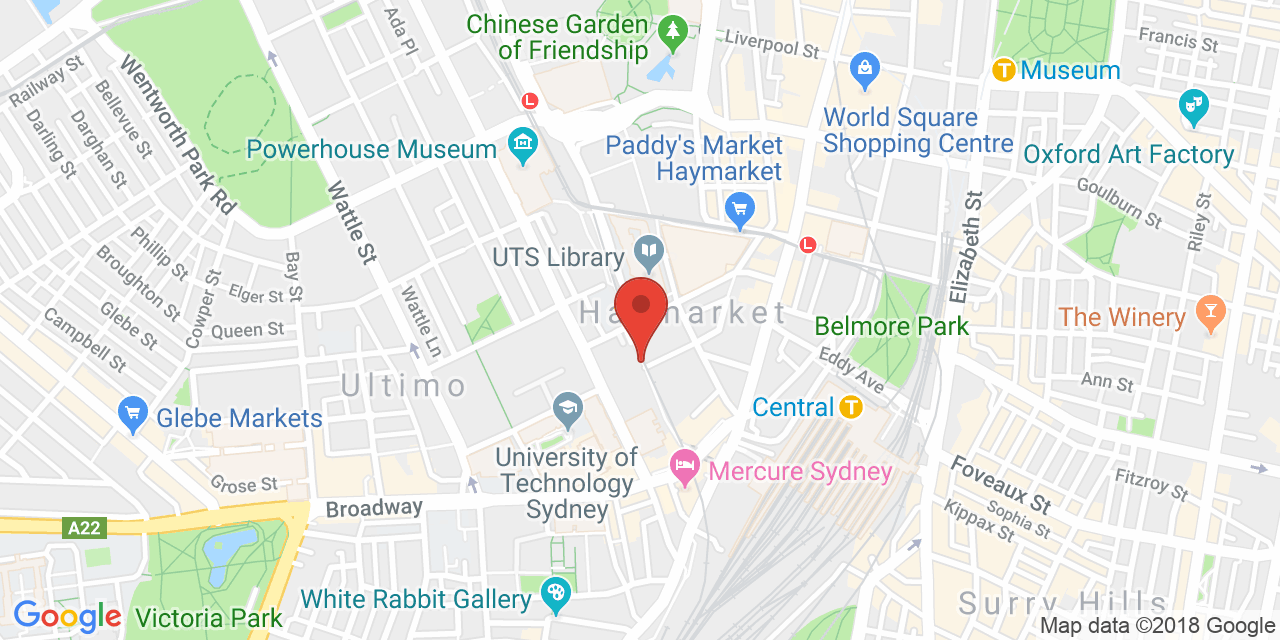 Chinese Garden
of Friendship
Ada Pl
Liverpool St
Francis St
Railway St
Wentworth Park Rd
Bellevue St
Darghan St
Darling St
Museum
World Square
Shopping Centre
Powerhouse Museum
Paddy's Market
Haymarket
Oxford Art Factory
Goulburn St
Riley St
Elizabeth St
Wattle St
UTS Library
Phillip St
Broughton St
Glebe St
Campbell St
Cowper St
Elger St
Bay St
Queen St
Wattle Ln
Haymarket
Belmore Park
The Winery
Eddy Ave
Ann St
Ultimo
Central
Glebe Markets
University of
Technology
Sydney
Mercure Sydney
Grose St
Broadway
A22
Foveaux St
Fitzroy St
Sophia St
Kippax St
White Rabbit Gallery
Victoria Park
Surry Hills
Google
Map data ©2018 Google